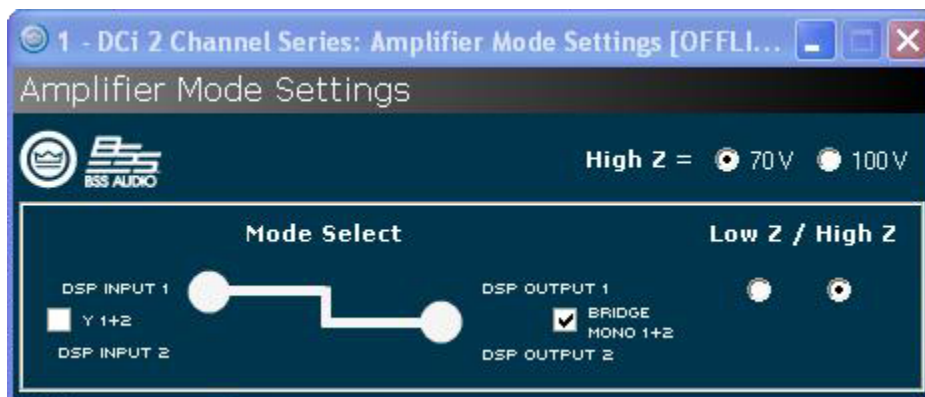 1 - DCi 2 Channel Series: Amplifier Mode Settings [OFFLI...
Amplifier Mode Settings
BSS
BSS AUDIO
High Z = 70V 100V
Mode Select
Low Z / High Z
DSP INPUT 1
Y 1+2
DSP INPUT 2
DSP OUTPUT 1
BRIDGE
MONO 1+2
DSP OUTPUT 2